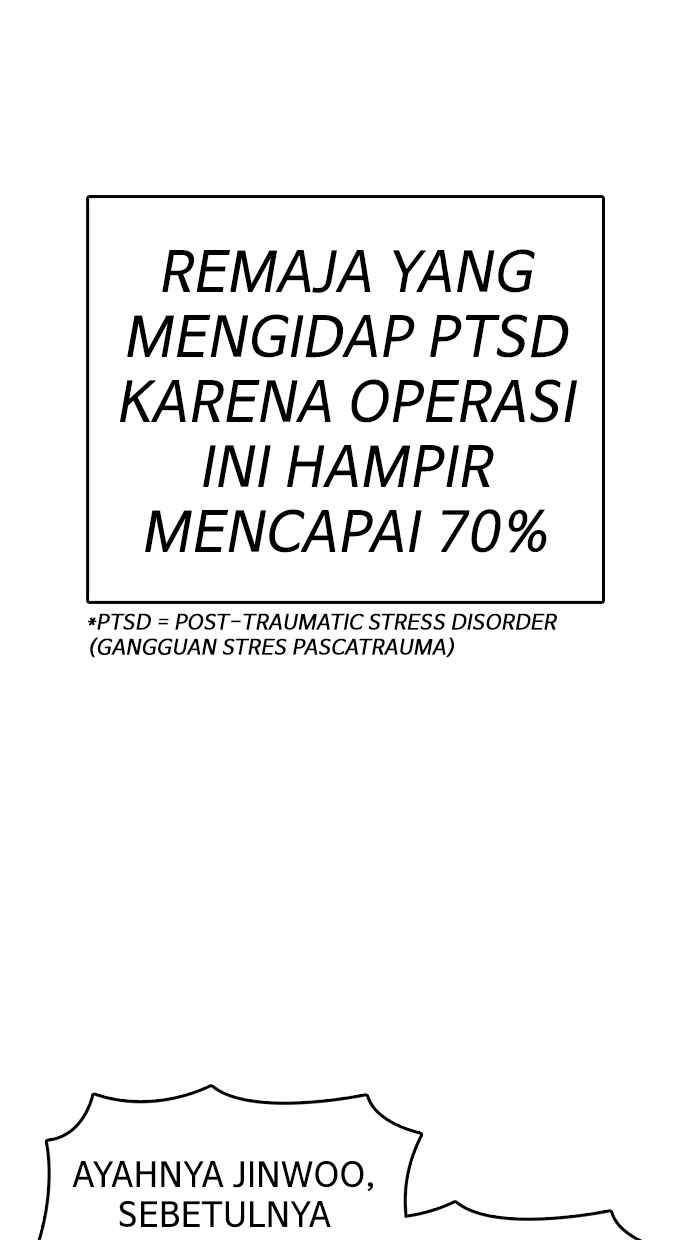 REMAJA YANG
MENGIDAP PTSD
KARENA OPERASI
INI HAMPIR
MENCAPAI 70%
*PTSD = POST-TRAUMATIC STRESS DISORDER
(GANGGUAN STRES PASCATRAUMA)
AYAHNYA JINWOO,
SEBETULNYA